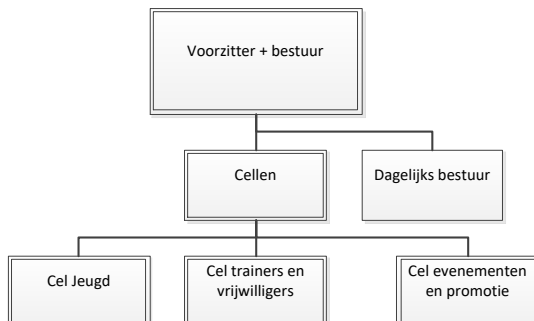 Voorzitter + bestuur
Cellen
Dagelijks bestuur
Cel Jeugd
Cel trainers en
vrijwilligers
Cel evenementen
en promotie